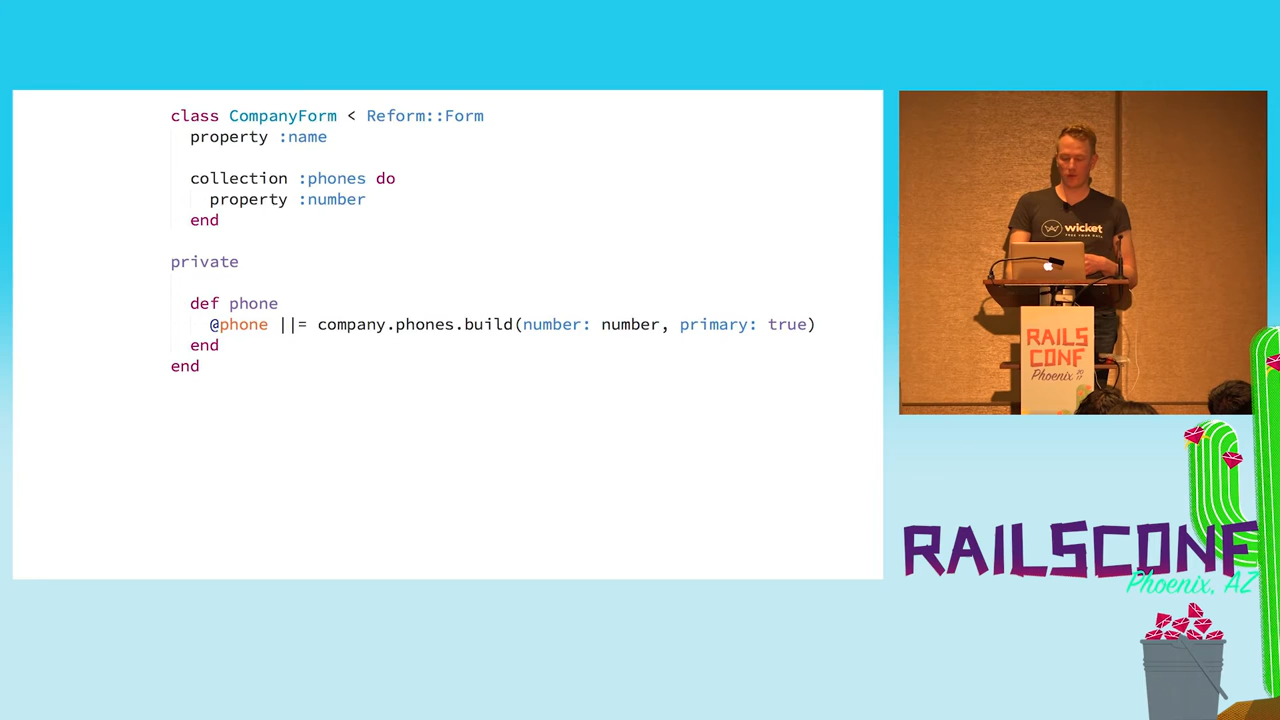 class CompanyForm < Reform::Form
property :name
collection :phones do
property :number
end
private
def phone
@phone ||= company.phones.build(number: number, primary: true)
end
end
wicket
RAILS
CONF
Phoenix 2017
RAILSCONF
Phoenix, AZ